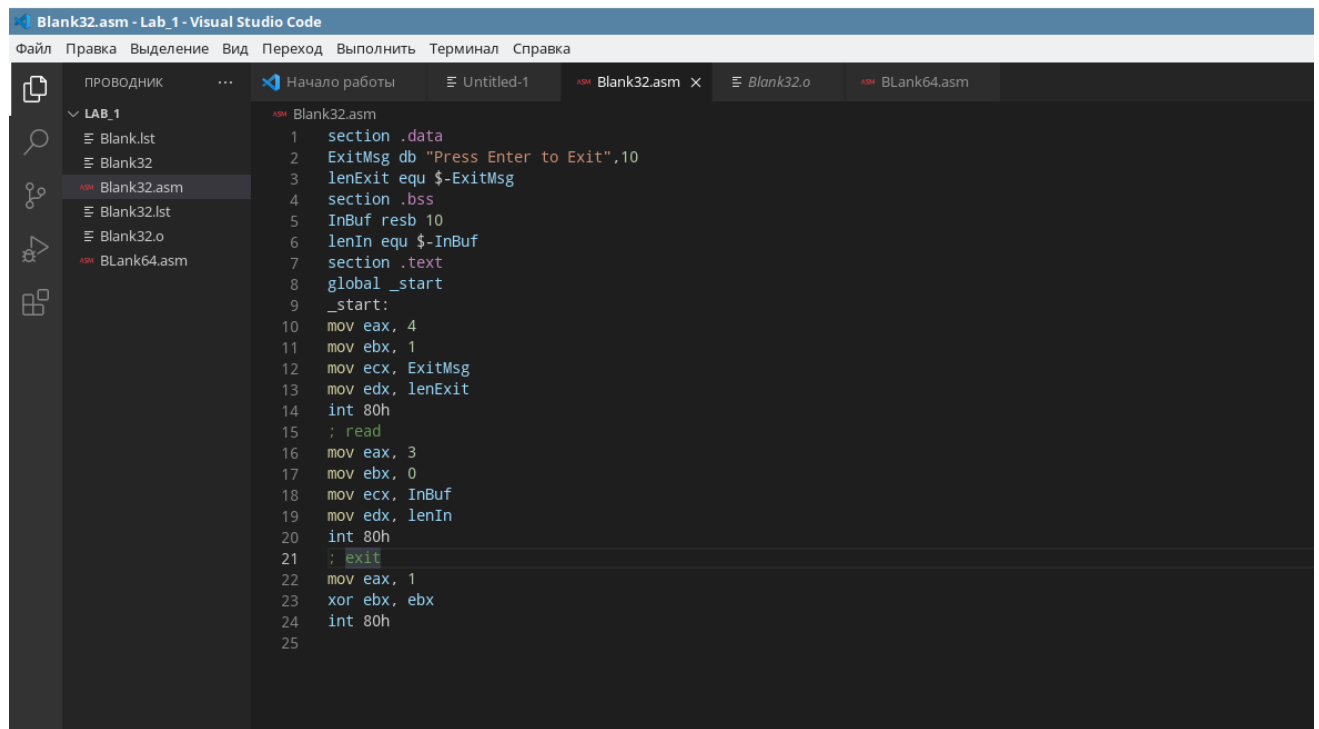 Blank32.asm - Lab_1 - Visual Studio Code
Файл Правка Выделение Вид Переход Выполнить Терминал Справка
ПРОВОДНИК ···
Начало работы Untitled-1 ASM Blank32.asm × Blank32.o ASM BLank64.asm
LAB_1
Blank.lst
Blank32
ASM Blank32.asm
Blank32.lst
Blank32.o
ASM BLank64.asm
ASM Blank32.asm
1 section .data
2 ExitMsg db "Press Enter to Exit",10
3 lenExit equ $-ExitMsg
4 section .bss
5 InBuf resb 10
6 lenIn equ $-InBuf
7 section .text
8 global _start
9 _start:
10 mov eax, 4
11 mov ebx, 1
12 mov ecx, ExitMsg
13 mov edx, lenExit
14 int 80h
15 ; read
16 mov eax, 3
17 mov ebx, 0
18 mov ecx, InBuf
19 mov edx, lenIn
20 int 80h
21 ; exit
22 mov eax, 1
23 xor ebx, ebx
24 int 80h
25